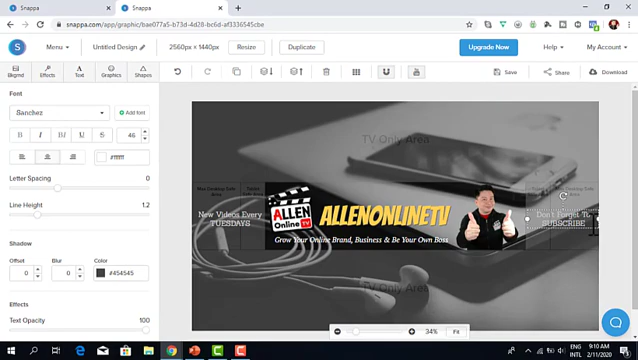 Snappa
Snappa
snappa.com/app/graphic/bae077a5-b73d-4d28-bc6d-af3336545cbe
Menu
Untitled Design
2560px × 1440px
Resize
Duplicate
Upgrade Now
Help
My Account
Bkgrnd
Effects
Text
Graphics
Shapes
Save
Share
Download
Font
Sanchez
Add font
B I U S
46
#ffffff
Letter Spacing 0
Line Height 1.2
Shadow
Offset Blur Color
0 0 #454545
Effects
Text Opacity 100
TV Only Area
New Videos Every
TUESDAYS
ALLEN
Online TV
ALLENONLINETV
Grow Your Online Brand, Business & Be Your Own Boss
Don't Forget To
SUBSCRIBE
TV Only Area
34%
Fit
ENG
INTL
9:10 AM
2/11/2020